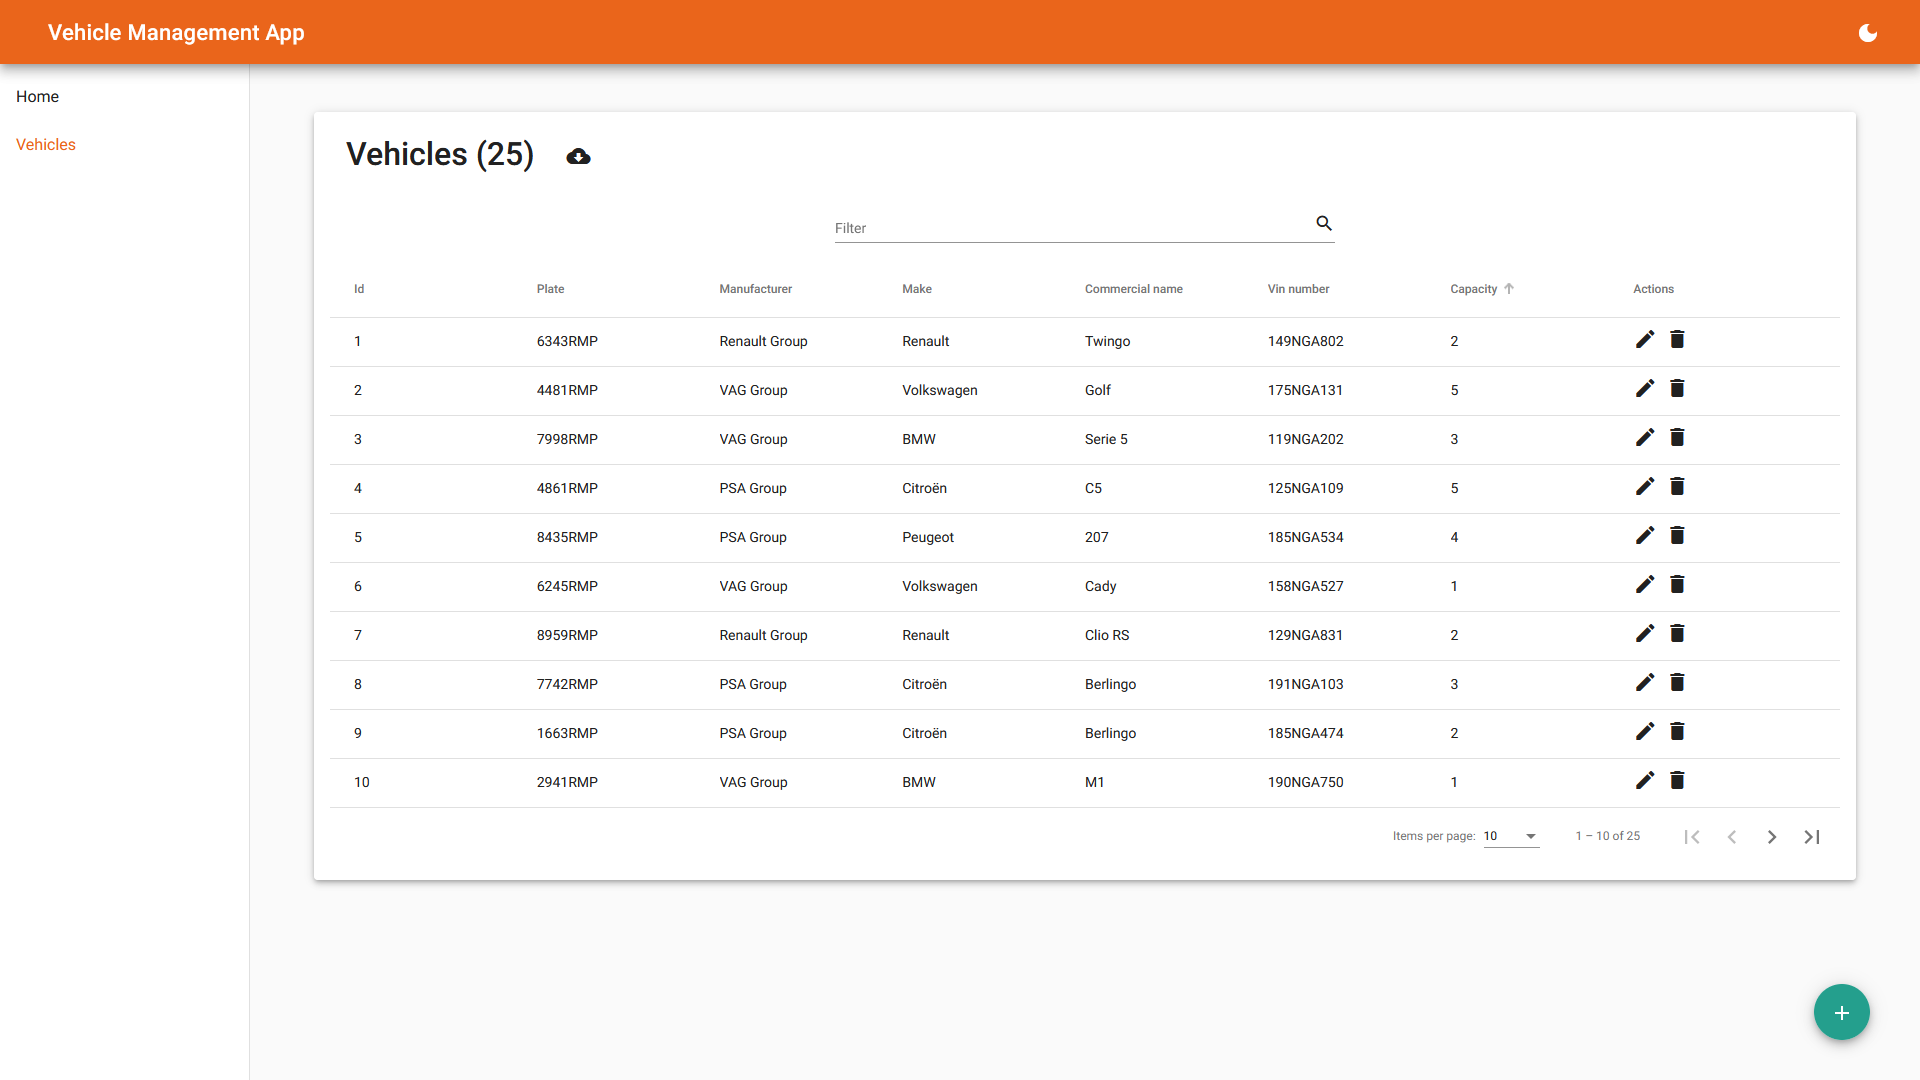 Vehicle Management App
Home
Vehicles
Vehicles (25)
Filter
Id Plate Manufacturer Make Commercial name Vin number Capacity Actions
1 6343RMP Renault Group Renault Twingo 149NGA802 2
2 4481RMP VAG Group Volkswagen Golf 175NGA131 5
3 7998RMP VAG Group BMW Serie 5 119NGA202 3
4 4861RMP PSA Group Citroën C5 125NGA109 5
5 8435RMP PSA Group Peugeot 207 185NGA534 4
6 6245RMP VAG Group Volkswagen Cady 158NGA527 1
7 8959RMP Renault Group Renault Clio RS 129NGA831 2
8 7742RMP PSA Group Citroën Berlingo 191NGA103 3
9 1663RMP PSA Group Citroën Berlingo 185NGA474 2
10 2941RMP VAG Group BMW M1 190NGA750 1
Items per page: 10 1 – 10 of 25